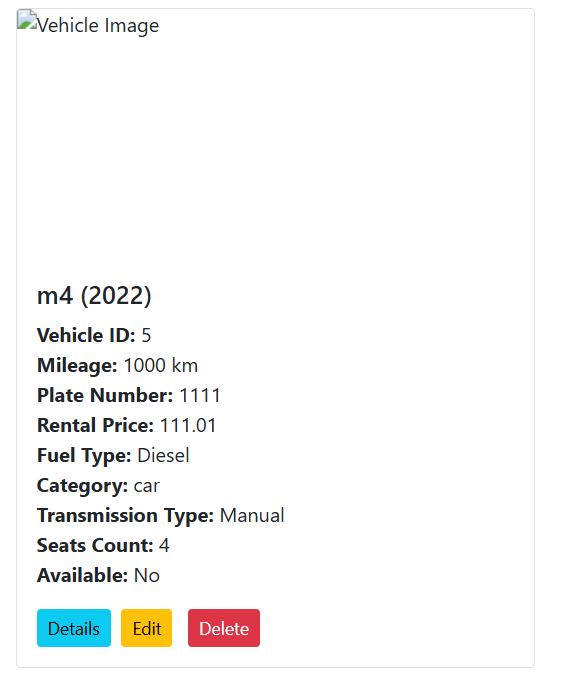 Vehicle Image
m4 (2022)
Vehicle ID: 5
Mileage: 1000 km
Plate Number: 1111
Rental Price: 111.01
Fuel Type: Diesel
Category: car
Transmission Type: Manual
Seats Count: 4
Available: No
Details Edit Delete